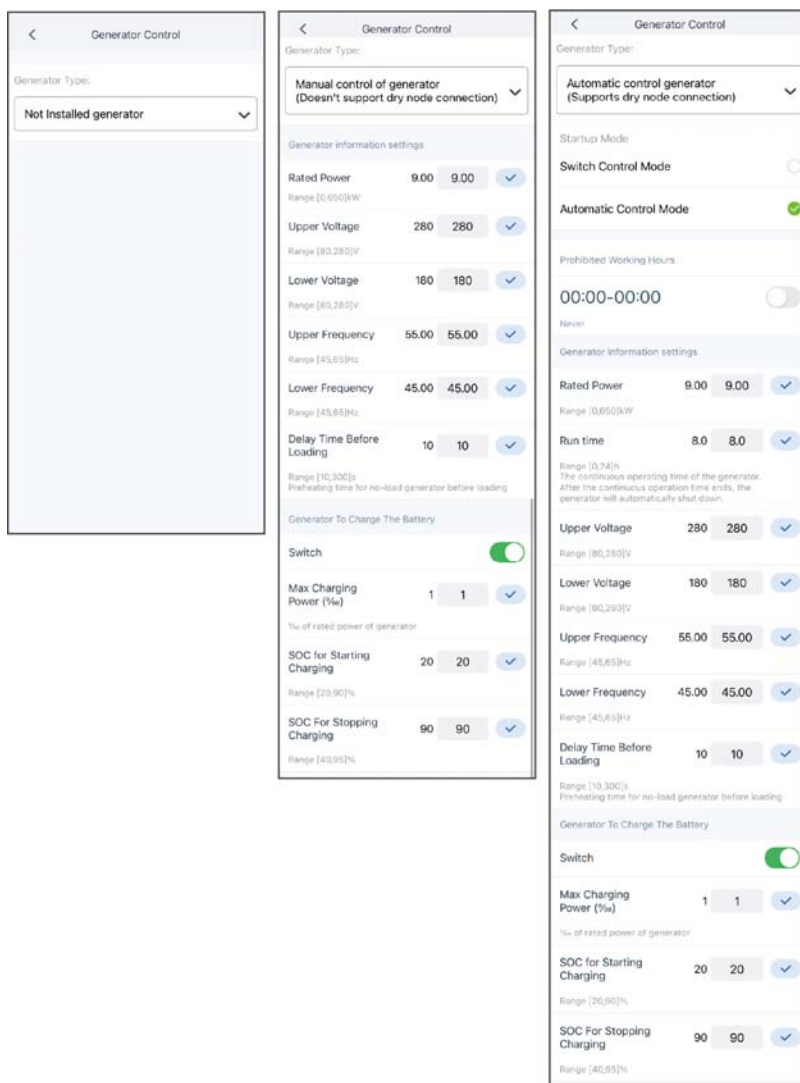 Generator Control
Generator Type:
Not Installed generator
Generator Control
Generator Type:
Manual control of generator
(Doesn't support dry node connection)
Generator information settings
Rated Power 9.00 9.00
Range [0,650]kW
Upper Voltage 280 280
Range [80,280]V
Lower Voltage 180 180
Range [80,280]V
Upper Frequency 55.00 55.00
Range [45,65]Hz
Lower Frequency 45.00 45.00
Range [45,65]Hz
Delay Time Before
Loading 10 10
Range [10,300]s
Preheating time for no-load generator before loading
Generator To Charge The Battery
Switch
Max Charging
Power (‰) 1 1
‰ of rated power of generator
SOC for Starting
Charging 20 20
Range [20,90]%
SOC For Stopping
Charging 90 90
Range [40,95]%
Generator Control
Generator Type:
Automatic control generator
(Supports dry node connection)
Startup Mode
Switch Control Mode
Automatic Control Mode
Prohibited Working Hours
00:00-00:00
Never
Generator information settings
Rated Power 9.00 9.00
Range [0,650]kW
Run time 8.0 8.0
Range [0,24]h
The continuous operating time of the generator.
After the continuous operation time ends, the
generator will automatically shut down.
Upper Voltage 280 280
Range [80,280]V
Lower Voltage 180 180
Range [80,280]V
Upper Frequency 55.00 55.00
Range [45,65]Hz
Lower Frequency 45.00 45.00
Range [45,65]Hz
Delay Time Before
Loading 10 10
Range [10,300]s
Preheating time for no-load generator before loading
Generator To Charge The Battery
Switch
Max Charging
Power (‰) 1 1
‰ of rated power of generator
SOC for Starting
Charging 20 20
Range [20,90]%
SOC For Stopping
Charging 90 90
Range [40,95]%